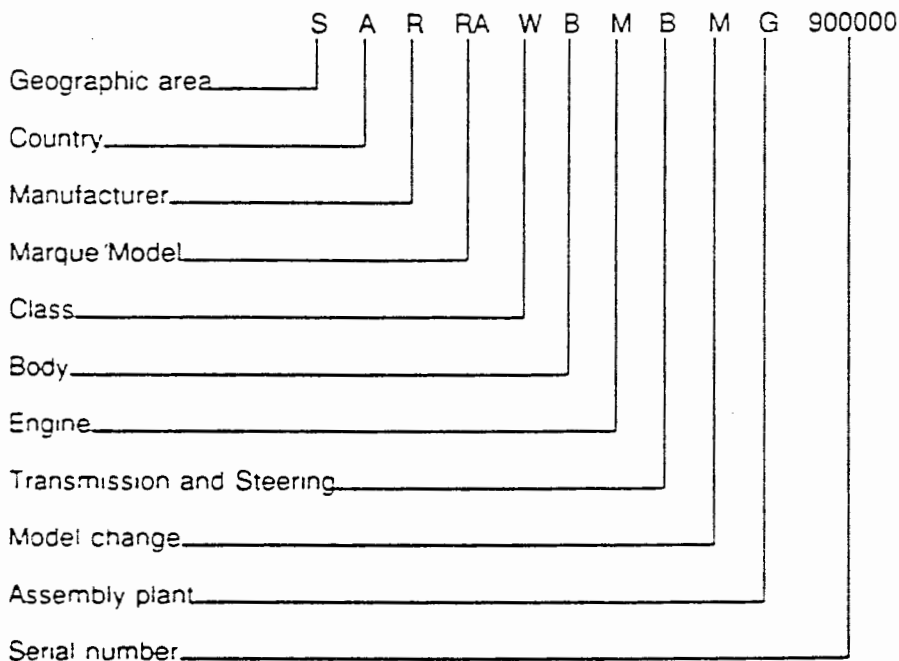 S A R RA W B M B M G 900000
Geographic area
Country
Manufacturer
Marque/Model
Class
Body
Engine
Transmission and Steering
Model change
Assembly plant
Serial number